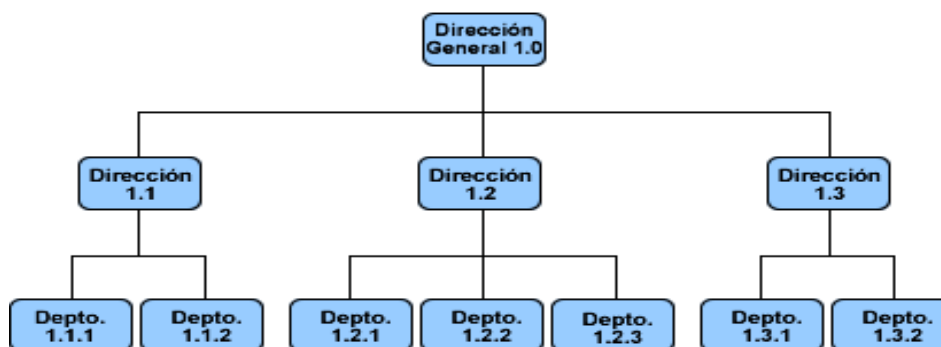 Dirección
General 1.0
Dirección
1.1
Dirección
1.2
Dirección
1.3
Depto.
1.1.1
Depto.
1.1.2
Depto.
1.2.1
Depto.
1.2.2
Depto.
1.2.3
Depto.
1.3.1
Depto.
1.3.2